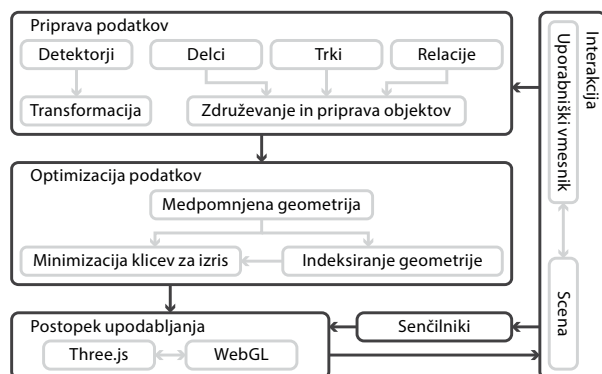 Priprava podatkov
Detektorji
Delci
Trki
Relacije
Transformacija
Združevanje in priprava objektov
Optimizacija podatkov
Medpomnjena geometrija
Minimizacija klicev za izris
Indeksiranje geometrije
Postopek upodabljanja
Three.js
WebGL
Senčilniki
Interakcija
Uporabniški vmesnik
Scena